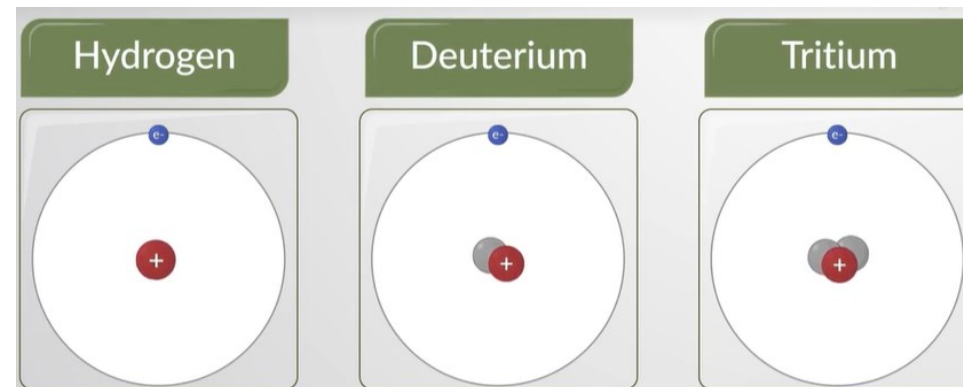 Hydrogen Deuterium Tritium
e- e- e-
+ + +